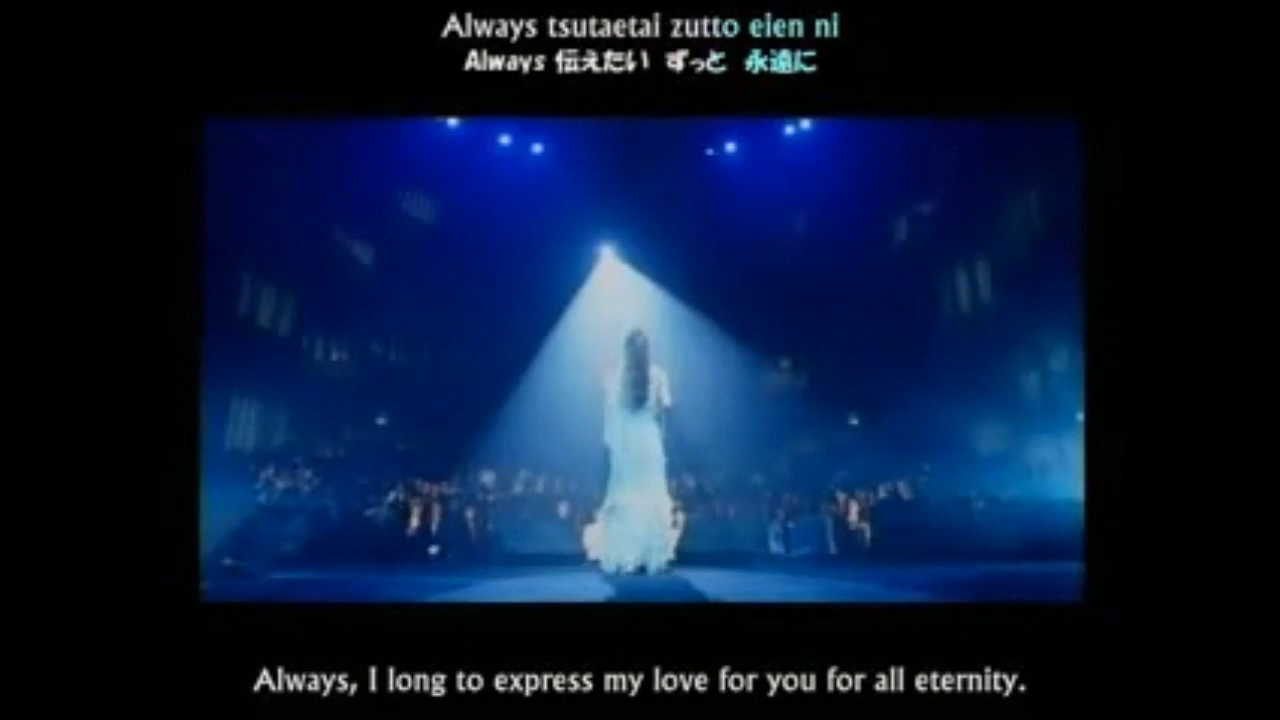 Always tsutaetai zutto eien ni
Always 伝えたい ずっと 永遠に
Always, I long to express my love for you for all eternity.